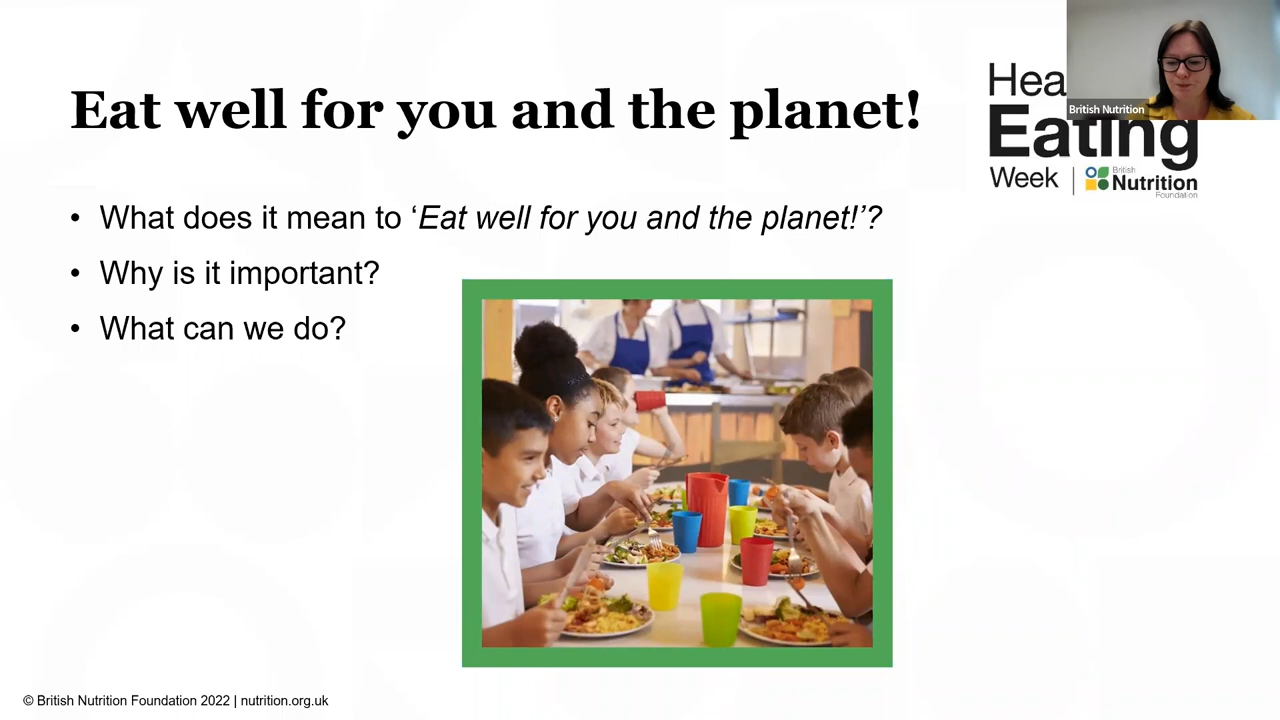 Eat well for you and the planet!
• What does it mean to ‘Eat well for you and the planet!’?
• Why is it important?
• What can we do?
British Nutrition
Hea
Eating
Week
British
Nutrition
Foundation
© British Nutrition Foundation 2022 | nutrition.org.uk